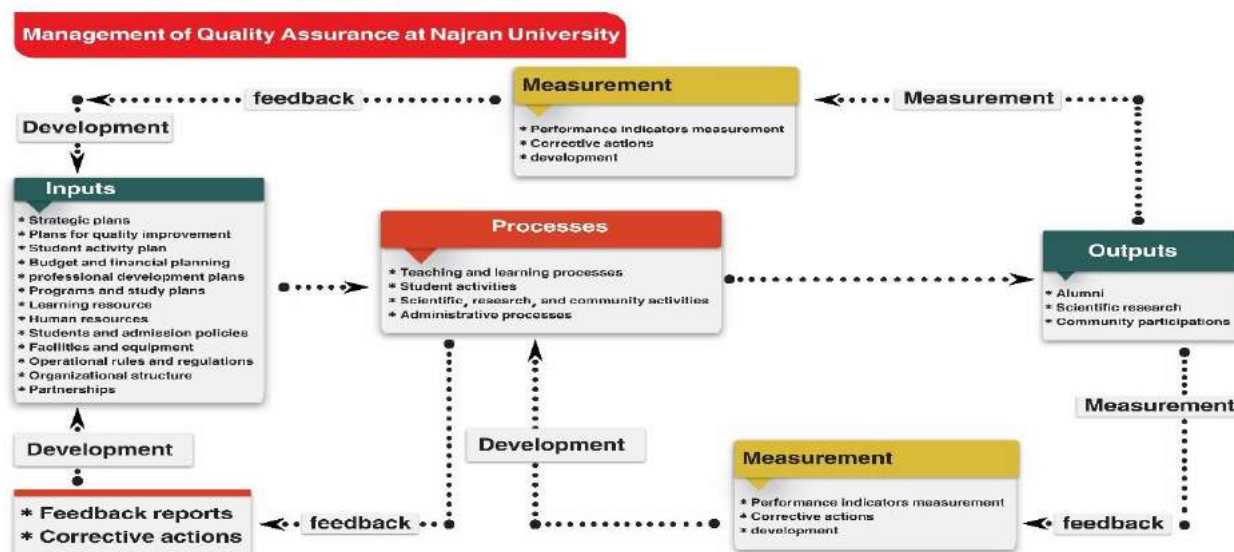 Management of Quality Assurance at Najran University
Measurement
* Performance indicators measurement
* Corrective actions
* development
feedback
Measurement
Development
Inputs
* Strategic plans
* Plans for quality improvement
* Student activity plan
* Budget and financial planning
* professional development plans
* Programs and study plans
* Learning resource
* Human resources
* Students and admission policies
* Facilities and equipment
* Operational rules and regulations
* Organizational structure
* Partnerships
Processes
* Teaching and learning processes
* Student activities
* Scientific, research, and community activities
* Administrative processes
Outputs
* Alumni
* Scientific research
* Community participations
Measurement
Development
Development
Measurement
* Performance indicators measurement
* Corrective actions
* development
* Feedback reports
* Corrective actions
feedback
feedback